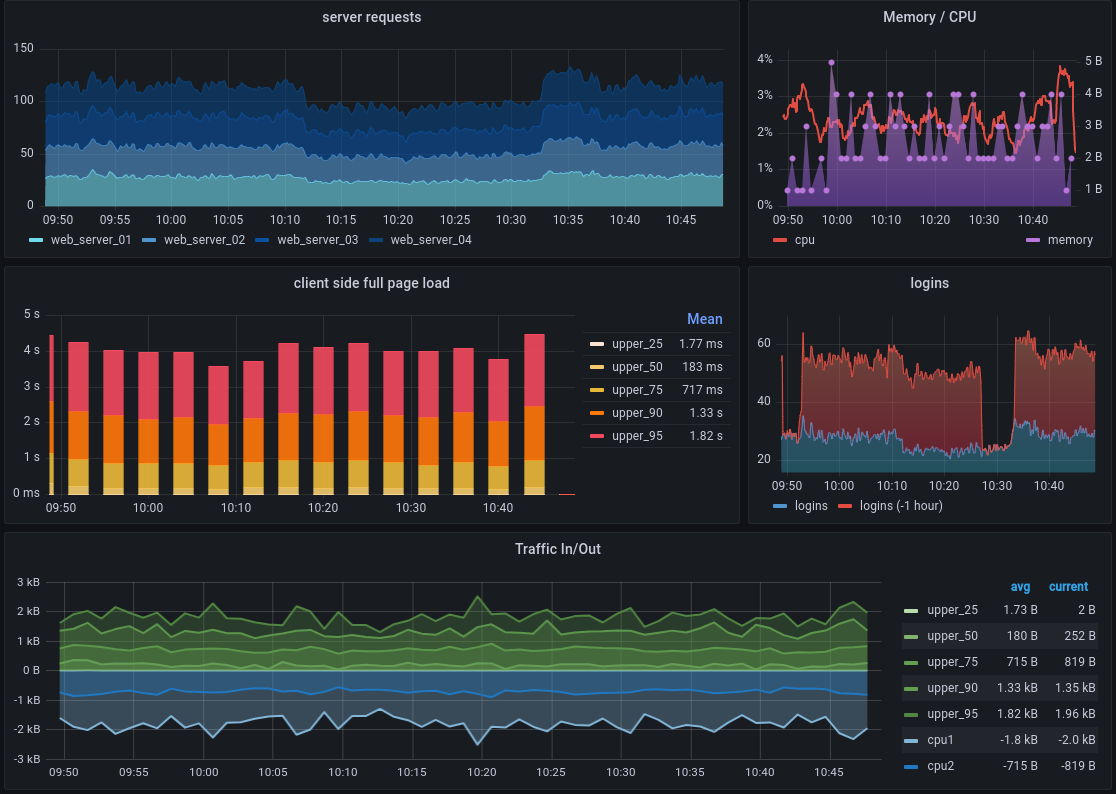 server requests
150
100
50
0
09:50 09:55 10:00 10:05 10:10 10:15 10:20 10:25 10:30 10:35 10:40 10:45
web_server_01 web_server_02 web_server_03 web_server_04
Memory / CPU
4% 5 B
3% 4 B
2% 3 B
1% 2 B
0% 1 B
09:50 10:00 10:10 10:20 10:30 10:40
cpu memory
client side full page load
5 s
4 s
3 s
2 s
1 s
0 ms
09:50 10:00 10:10 10:20 10:30 10:40
Mean
upper_25 1.77 ms
upper_50 183 ms
upper_75 717 ms
upper_90 1.33 s
upper_95 1.82 s
logins
60
40
20
09:50 10:00 10:10 10:20 10:30 10:40
logins logins (-1 hour)
Traffic In/Out
3 kB
2 kB
1 kB
0 B
-1 kB
-2 kB
-3 kB
09:50 09:55 10:00 10:05 10:10 10:15 10:20 10:25 10:30 10:35 10:40 10:45
avg current
upper_25 1.73 B 2 B
upper_50 180 B 252 B
upper_75 715 B 819 B
upper_90 1.33 kB 1.35 kB
upper_95 1.82 kB 1.96 kB
cpu1 -1.8 kB -2.0 kB
cpu2 -715 B -819 B